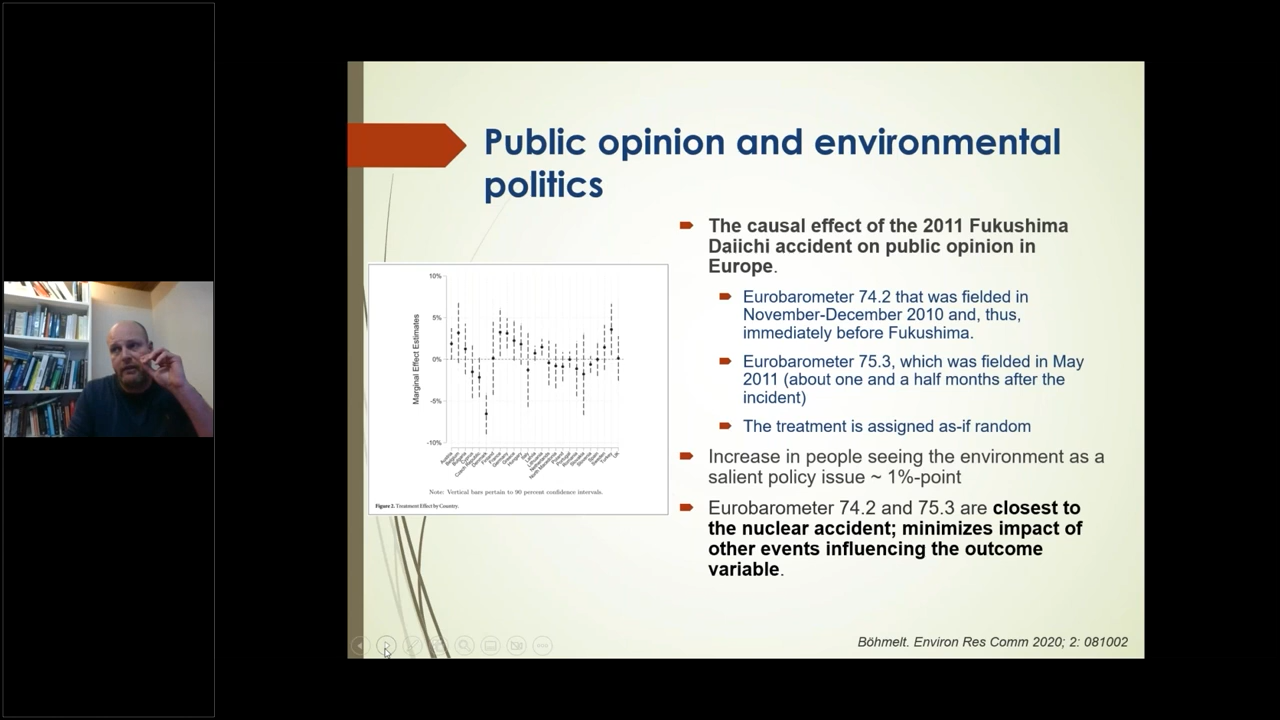 Public opinion and environmental
politics
The causal effect of the 2011 Fukushima
Daiichi accident on public opinion in
Europe.
Eurobarometer 74.2 that was fielded in
November-December 2010 and, thus,
immediately before Fukushima.
Eurobarometer 75.3, which was fielded in May
2011 (about one and a half months after the
incident)
The treatment is assigned as-if random
Increase in people seeing the environment as a
salient policy issue ~ 1%-point
Eurobarometer 74.2 and 75.3 are closest to
the nuclear accident; minimizes impact of
other events influencing the outcome
variable.
10%
5%
0%
-5%
-10%
Marginal Effect Estimates
Note: Vertical bars pertain to 90 percent confidence intervals.
Figure 2. Treatment Effect by Country.
Böhmelt. Environ Res Comm 2020; 2: 081002